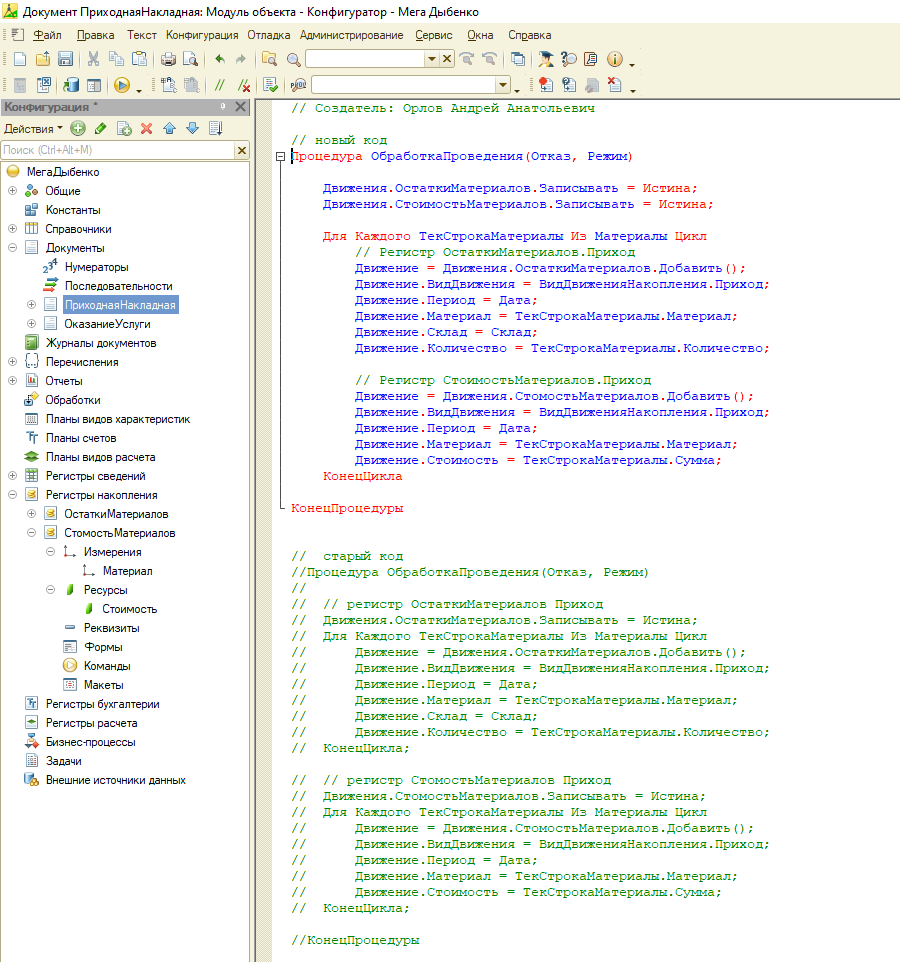 Документ ПриходнаяНакладная: Модуль объекта - Конфигуратор - Мега Дыбенко
Файл Правка Текст Конфигурация Отладка Администрирование Сервис Окна Справка
Конфигурация *
Действия
Поиск (Ctrl+Alt+M)
МегаДыбенко
Общие
Константы
Справочники
Документы
Нумераторы
Последовательности
ПриходнаяНакладная
ОказаниеУслуги
Журналы документов
Перечисления
Отчеты
Обработки
Планы видов характеристик
Планы счетов
Планы видов расчета
Регистры сведений
Регистры накопления
ОстаткиМатериалов
СтомостьМатериалов
Измерения
Материал
Ресурсы
Стоимость
Реквизиты
Формы
Команды
Макеты
Регистры бухгалтерии
Регистры расчета
Бизнес-процессы
Задачи
Внешние источники данных
// Создатель: Орлов Андрей Анатольевич
// новый код
Процедура ОбработкаПроведения(Отказ, Режим)
Движения.ОстаткиМатериалов.Записывать = Истина;
Движения.СтоимостьМатериалов.Записывать = Истина;
Для Каждого ТекСтрокаМатериалы Из Материалы Цикл
// Регистр ОстаткиМатериалов.Приход
Движение = Движения.ОстаткиМатериалов.Добавить();
Движение.ВидДвижения = ВидДвиженияНакопления.Приход;
Движение.Период = Дата;
Движение.Материал = ТекСтрокаМатериалы.Материал;
Движение.Склад = Склад;
Движение.Количество = ТекСтрокаМатериалы.Количество;
// Регистр СтоимостьМатериалов.Приход
Движение = Движения.СтомостьМатериалов.Добавить();
Движение.ВидДвижения = ВидДвиженияНакопления.Приход;
Движение.Период = Дата;
Движение.Материал = ТекСтрокаМатериалы.Материал;
Движение.Стоимость = ТекСтрокаМатериалы.Сумма;
КонецЦикла
КонецПроцедуры
// старый код
//Процедура ОбработкаПроведения(Отказ, Режим)
//
// // регистр ОстаткиМатериалов Приход
// Движения.ОстаткиМатериалов.Записывать = Истина;
// Для Каждого ТекСтрокаМатериалы Из Материалы Цикл
// Движение = Движения.ОстаткиМатериалов.Добавить();
// Движение.ВидДвижения = ВидДвиженияНакопления.Приход;
// Движение.Период = Дата;
// Движение.Материал = ТекСтрокаМатериалы.Материал;
// Движение.Склад = Склад;
// Движение.Количество = ТекСтрокаМатериалы.Количество;
// КонецЦикла;
// // регистр СтомостьМатериалов Приход
// Движения.СтомостьМатериалов.Записывать = Истина;
// Для Каждого ТекСтрокаМатериалы Из Материалы Цикл
// Движение = Движения.СтомостьМатериалов.Добавить();
// Движение.ВидДвижения = ВидДвиженияНакопления.Приход;
// Движение.Период = Дата;
// Движение.Материал = ТекСтрокаМатериалы.Материал;
// Движение.Стоимость = ТекСтрокаМатериалы.Сумма;
// КонецЦикла;
//КонецПроцедуры